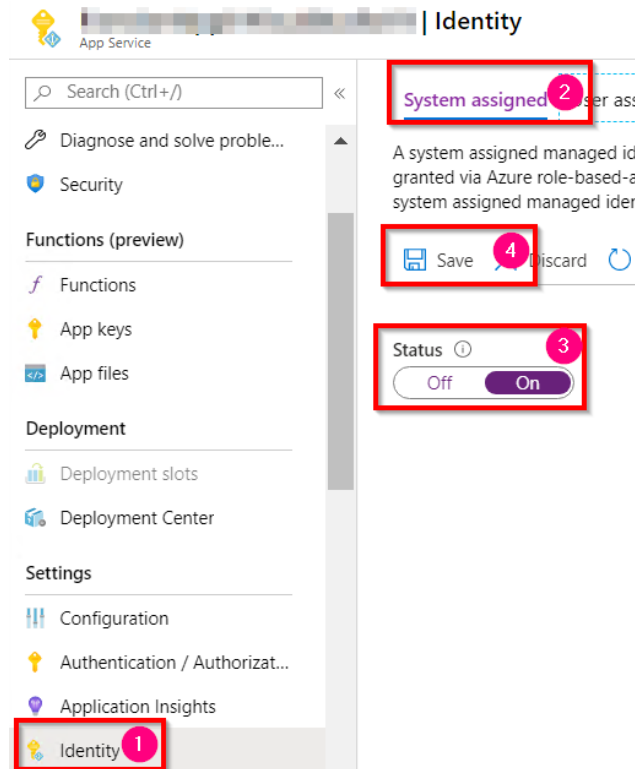 | Identity
App Service
Search (Ctrl+/)
«
Diagnose and solve proble...
Security
Functions (preview)
Functions
App keys
App files
Deployment
Deployment slots
Deployment Center
Settings
Configuration
Authentication / Authorizat...
Application Insights
Identity 1
System assigned 2 ser ass
A system assigned managed id
granted via Azure role-based-a
system assigned managed iden
Save 4 Discard
Status 3
Off On